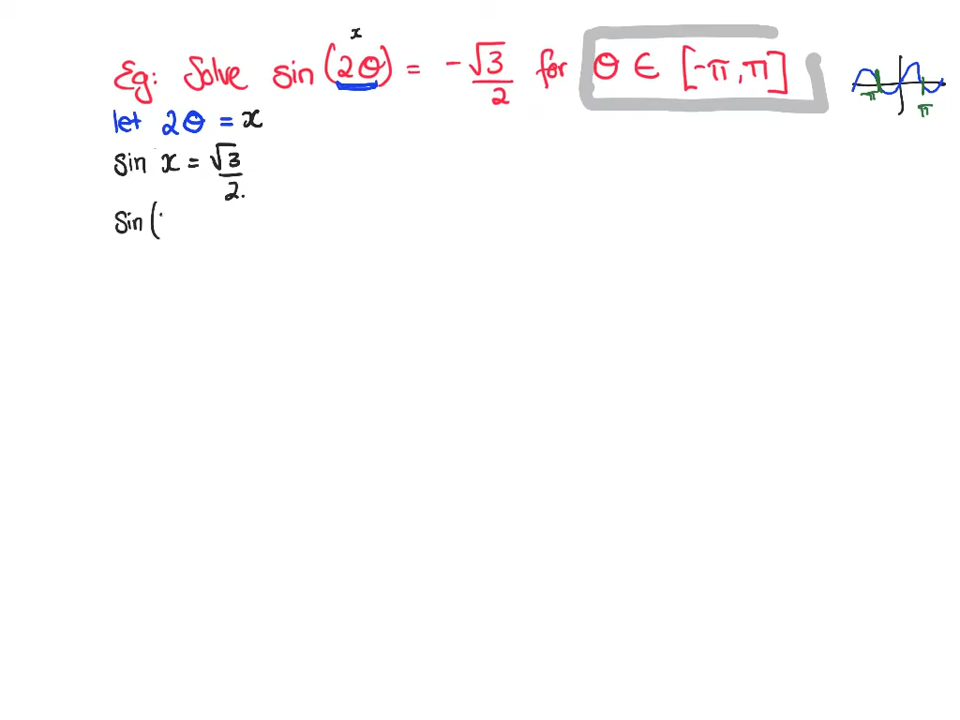 x
Eg: Solve sin (2θ) = -√3/2 for θ ∈ [-π, π]
let 2θ = x
Sin x = √3/2.
Sin (
π π